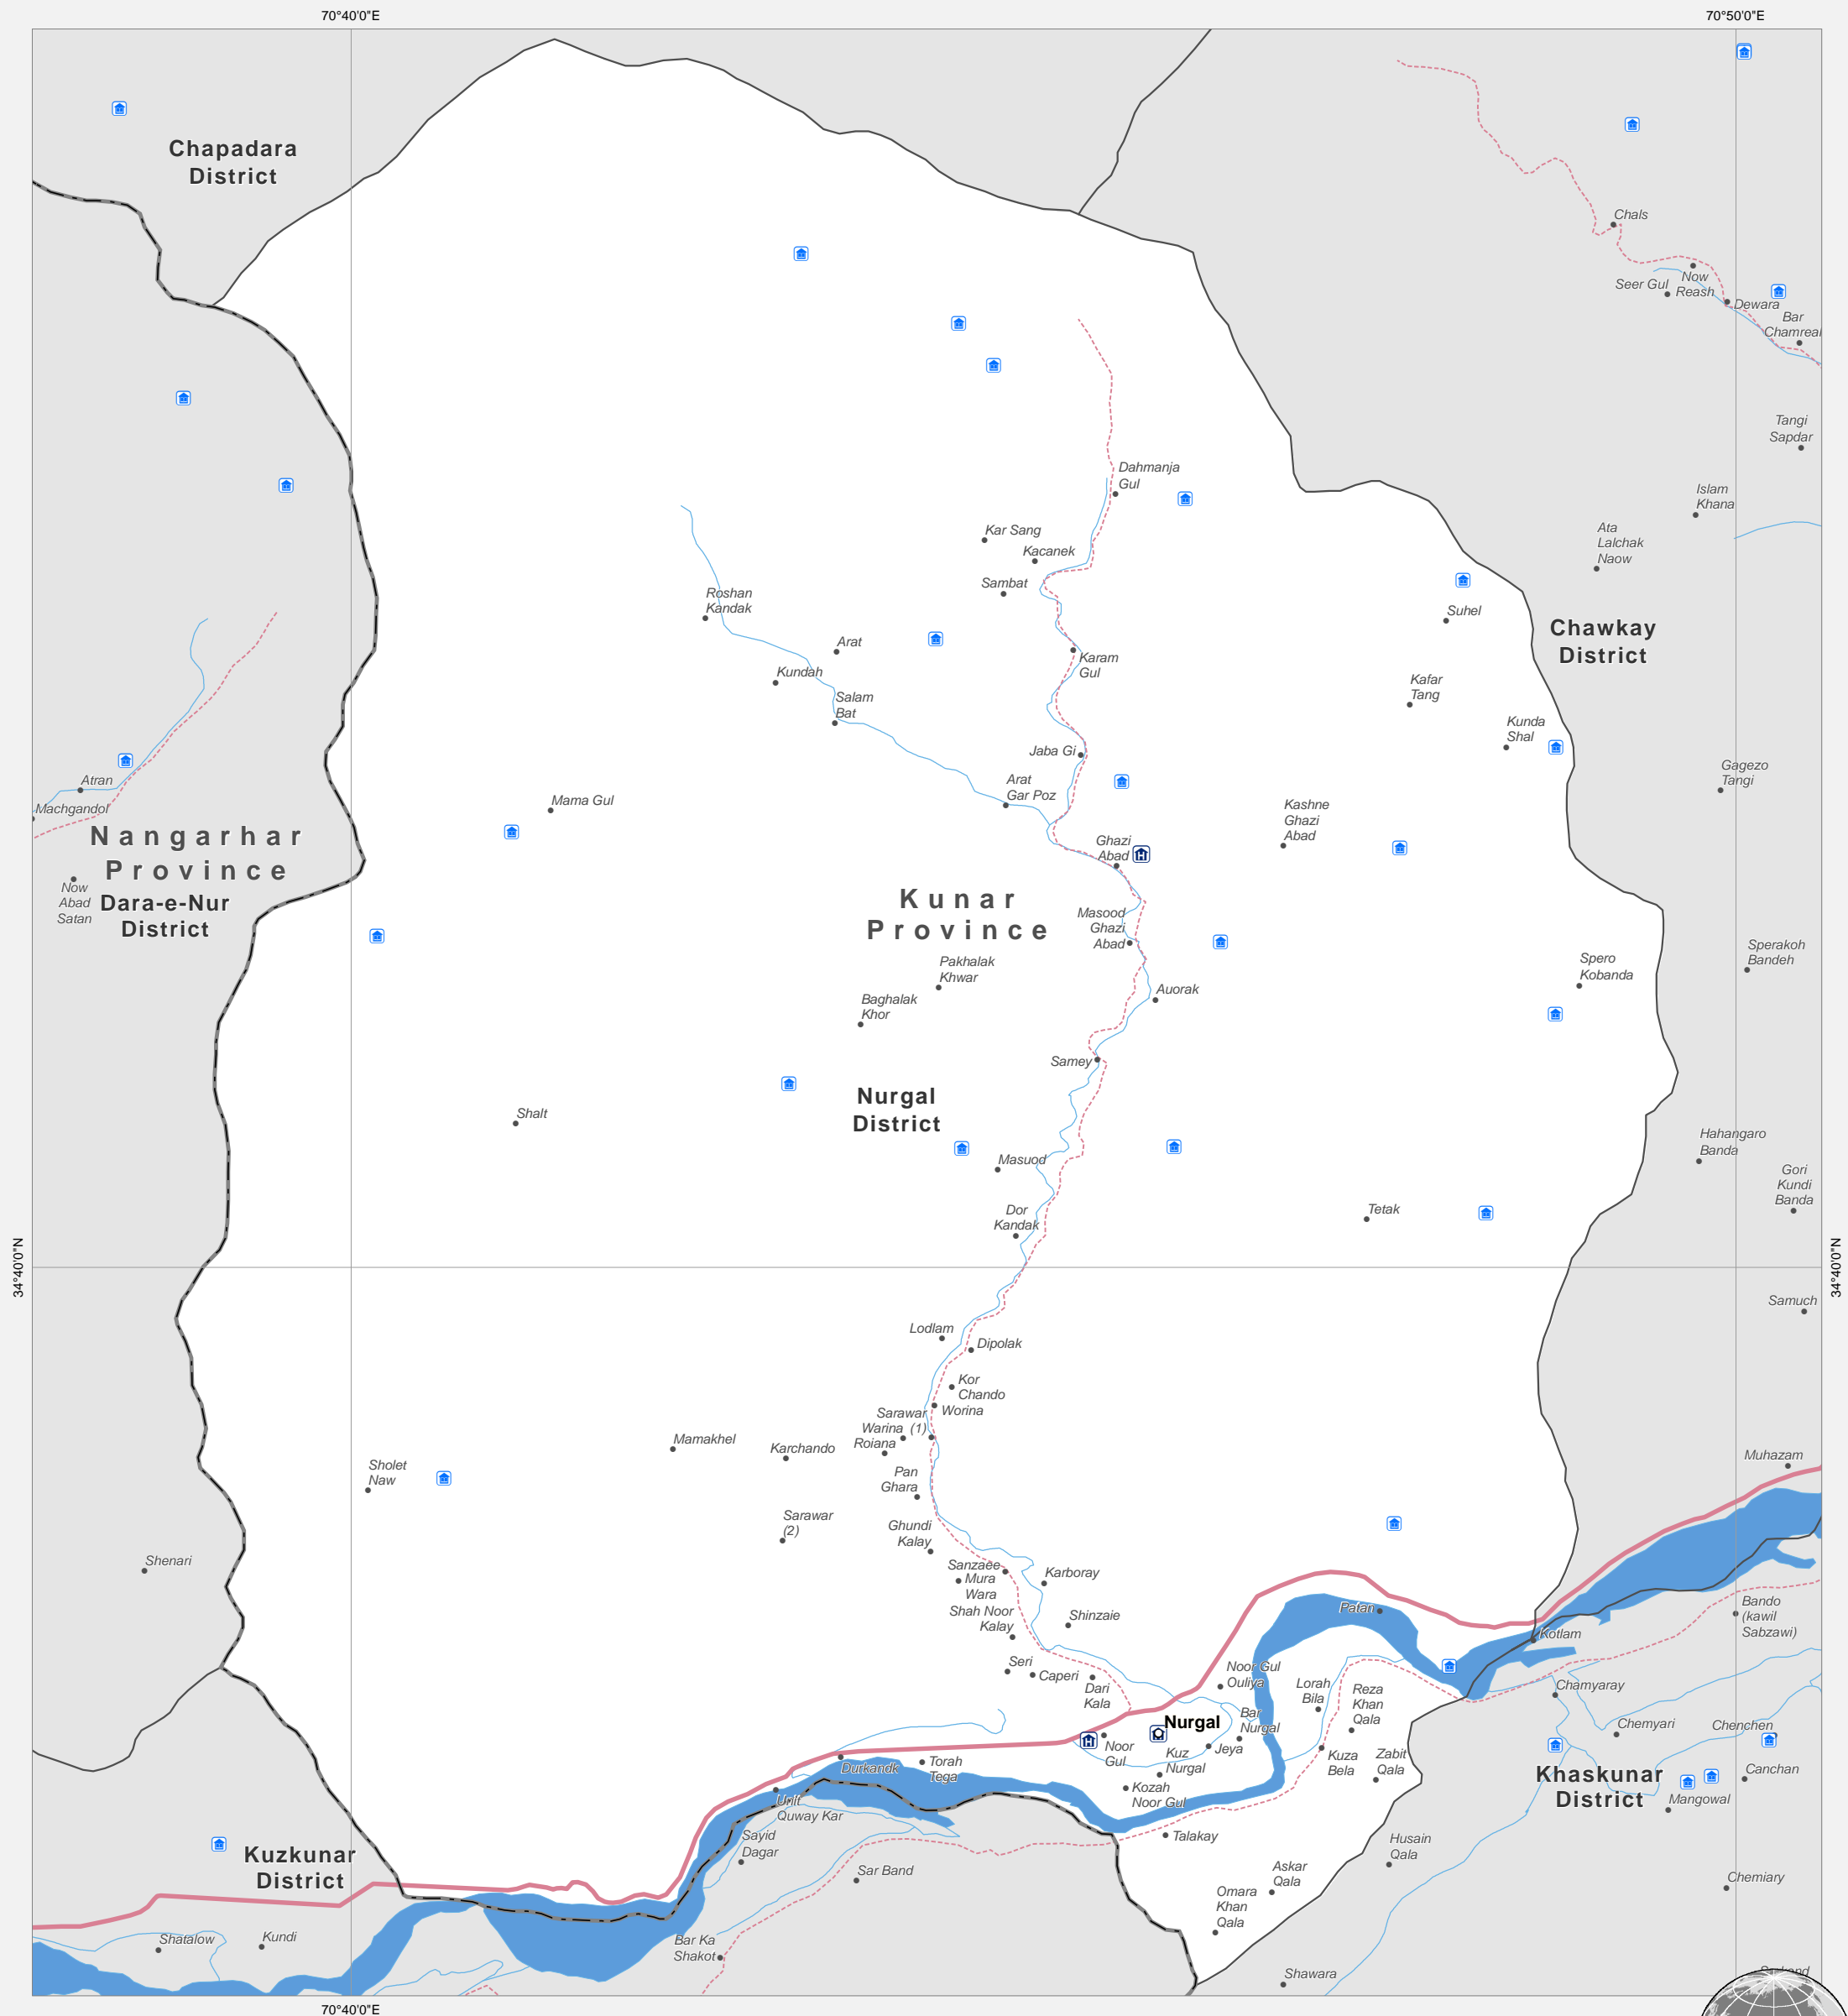 70°40'0"E
70°50'0"E
Chapadara
District
Chals
Now
Reash
Seer Gul
Dewara
Bar
Chamreal
Tangi
Sapdar
Dahmanja
Gul
Islam
Khana
Kar Sang
Ata
Lalchak
Naow
Kacanek
Sambat
Roshan
Kandak
Suhel
Chawkay
District
Arat
Karam
Gul
Kundah
Kafar
Tang
Salam
Bat
Kunda
Shal
Jaba Gi
Gagezo
Tangi
Atran
Arat
Gar Poz
Mama Gul
Machgandol
Kashne
Ghazi
Abad
Nangarhar
Province
Ghazi
Abad
Now
Abad
Satan
Dara-e-Nur
District
Kunar
Province
Masood
Ghazi
Abad
Sperakoh
Bandeh
Pakhalak
Khwar
Spero
Kobanda
Auorak
Baghalak
Khor
Samey
Nurgal
District
Shalt
Hahangaro
Banda
Masuod
Gori
Kundi
Banda
Dor
Kandak
Tetak
34°40'0"N
34°40'0"N
Samuch
Lodlam
Dipolak
Kor
Chando
Worina
Sarawar
Warina (1)
Roiana
Mamakhel
Karchando
Muhazam
Sholet
Naw
Pan
Ghara
Sarawar
(2)
Ghundi
Kalay
Shenari
Sanzaee
Mura
Wara
Karboray
Shah Noor
Kalay
Shinzaie
Patan
Bando
(kawil
Sabzawi)
Kotlam
Seri
Caperi
Dari
Kala
Noor Gul
Ouliya
Lorah
Bila
Reza
Khan
Qala
Chamyaray
Nurgal
Bar
Nurgal
Chemyari
Chenchen
Noor
Gul
Kuz
Nurgal
Jeya
Kuza
Bela
Zabit
Qala
Durkandk
Torah
Tega
Khaskunar
District
Canchan
Kozah
Noor Gul
Mangowal
Unlt
Quway Kar
Talakay
Sayid
Dagar
Husain
Qala
Kuzkunar
District
Sar Band
Askar
Qala
Chemiary
Omara
Khan
Qala
Shatalow
Kundi
Bar Ka
Shakot
Shawara
70°40'0"E